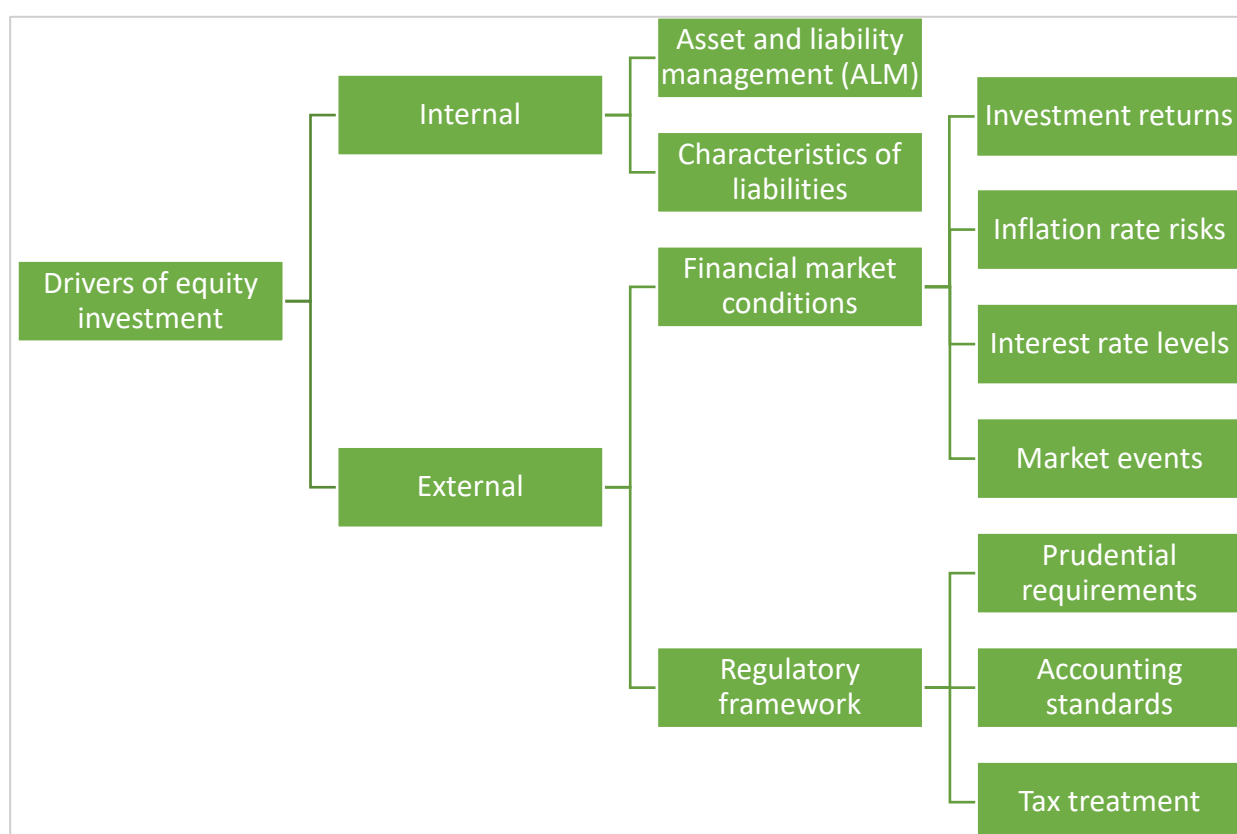 Drivers of equity
investment
Internal
Asset and liability
management (ALM)
Characteristics of
liabilities
External
Financial market
conditions
Investment returns
Inflation rate risks
Interest rate levels
Market events
Regulatory
framework
Prudential
requirements
Accounting
standards
Tax treatment